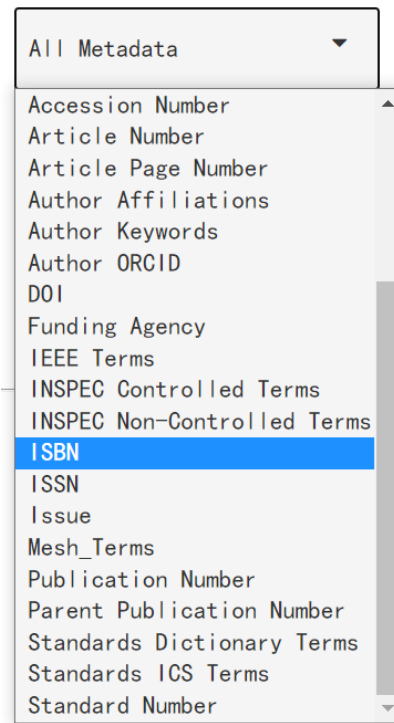 All Metadata
Accession Number
Article Number
Article Page Number
Author Affiliations
Author Keywords
Author ORCID
DOI
Funding Agency
IEEE Terms
INSPEC Controlled Terms
INSPEC Non-Controlled Terms
ISBN
ISSN
Issue
Mesh_Terms
Publication Number
Parent Publication Number
Standards Dictionary Terms
Standards ICS Terms
Standard Number